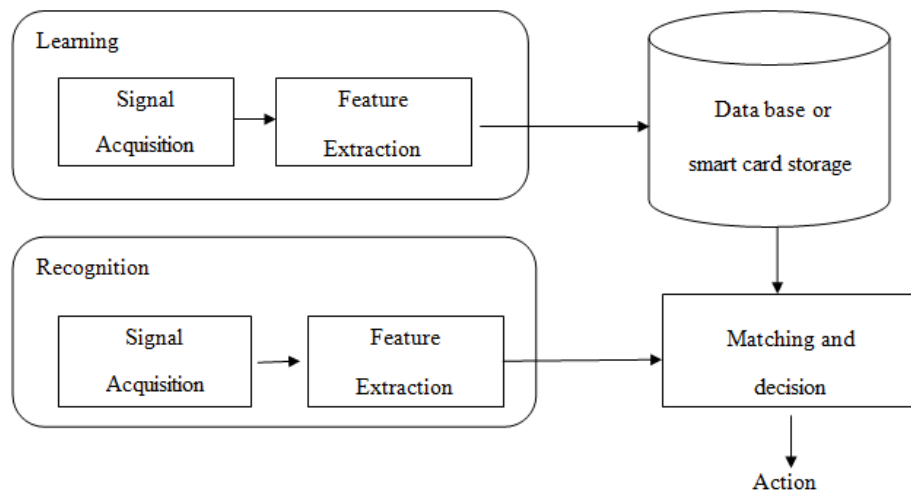 Learning
Signal
Acquisition
Feature
Extraction
Data base or
smart card storage
Recognition
Signal
Acquisition
Feature
Extraction
Matching and
decision
Action